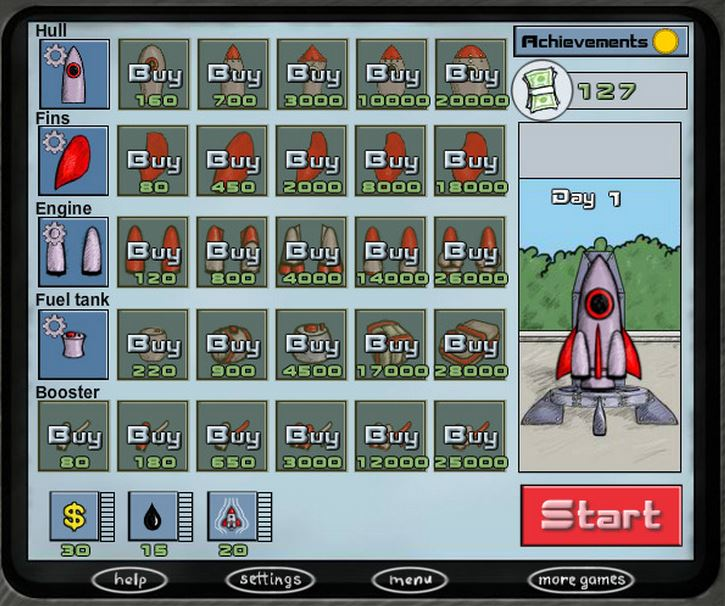 Hull
Achievements
Buy Buy Buy Buy Buy
160 700 3000 10000 20000
127
Fins
Buy Buy Buy Buy Buy
80 450 2000 8000 18000
Day 1
Engine
Buy Buy Buy Buy Buy
120 800 4000 14000 26000
Fuel tank
Buy Buy Buy Buy Buy
220 900 4500 17000 28000
Booster
Buy Buy Buy Buy Buy Buy
80 180 650 3000 12000 25000
$
Start
30 15 20
help settings menu more games